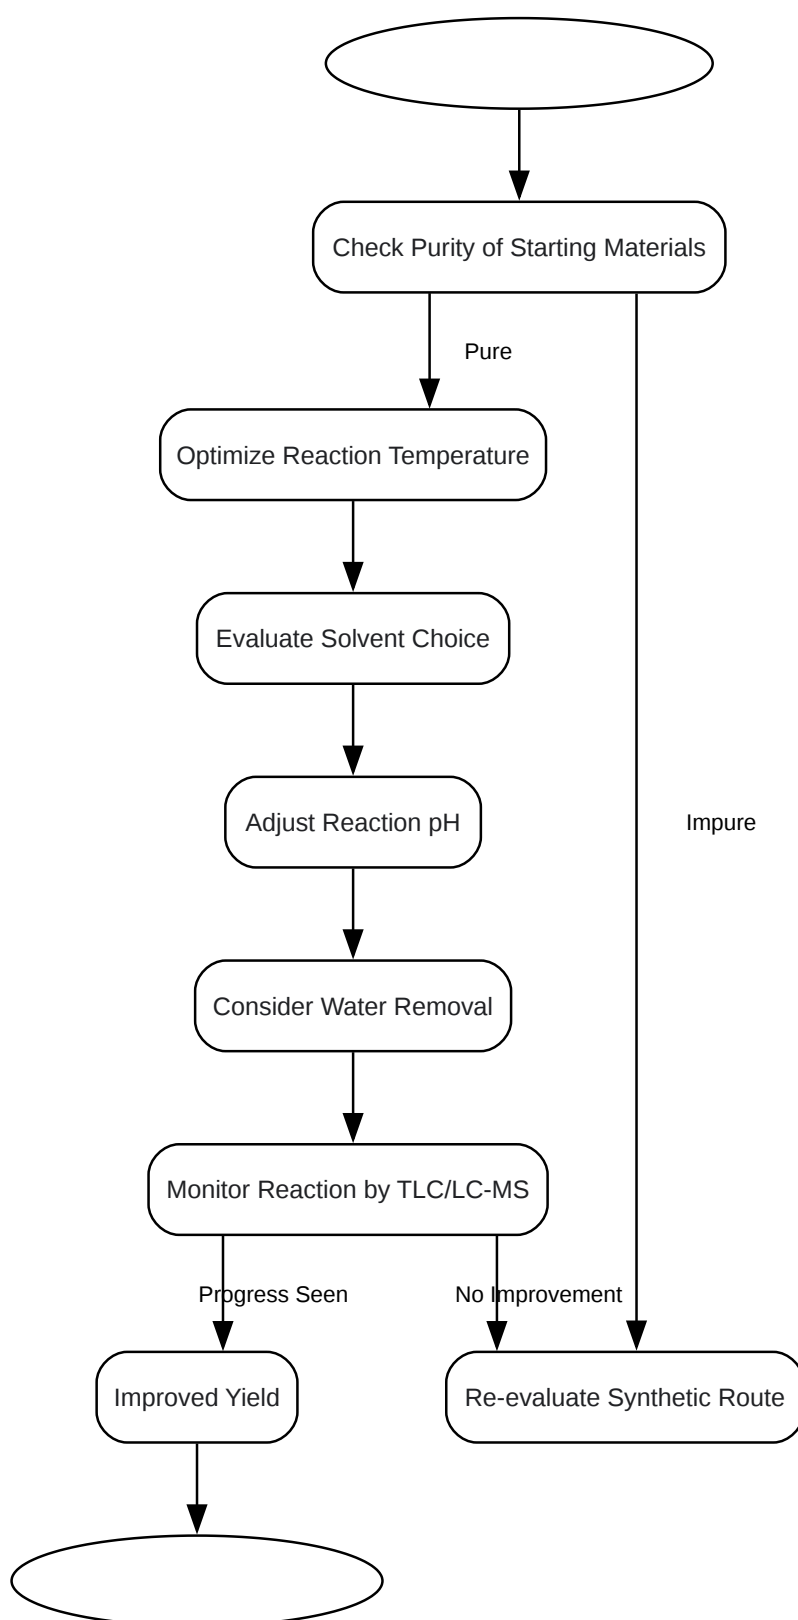 Check Purity of Starting Materials
Pure
Optimize Reaction Temperature
Evaluate Solvent Choice
Adjust Reaction pH
Impure
Consider Water Removal
Monitor Reaction by TLC/LC-MS
Progress Seen
No Improvement
Improved Yield
Re-evaluate Synthetic Route